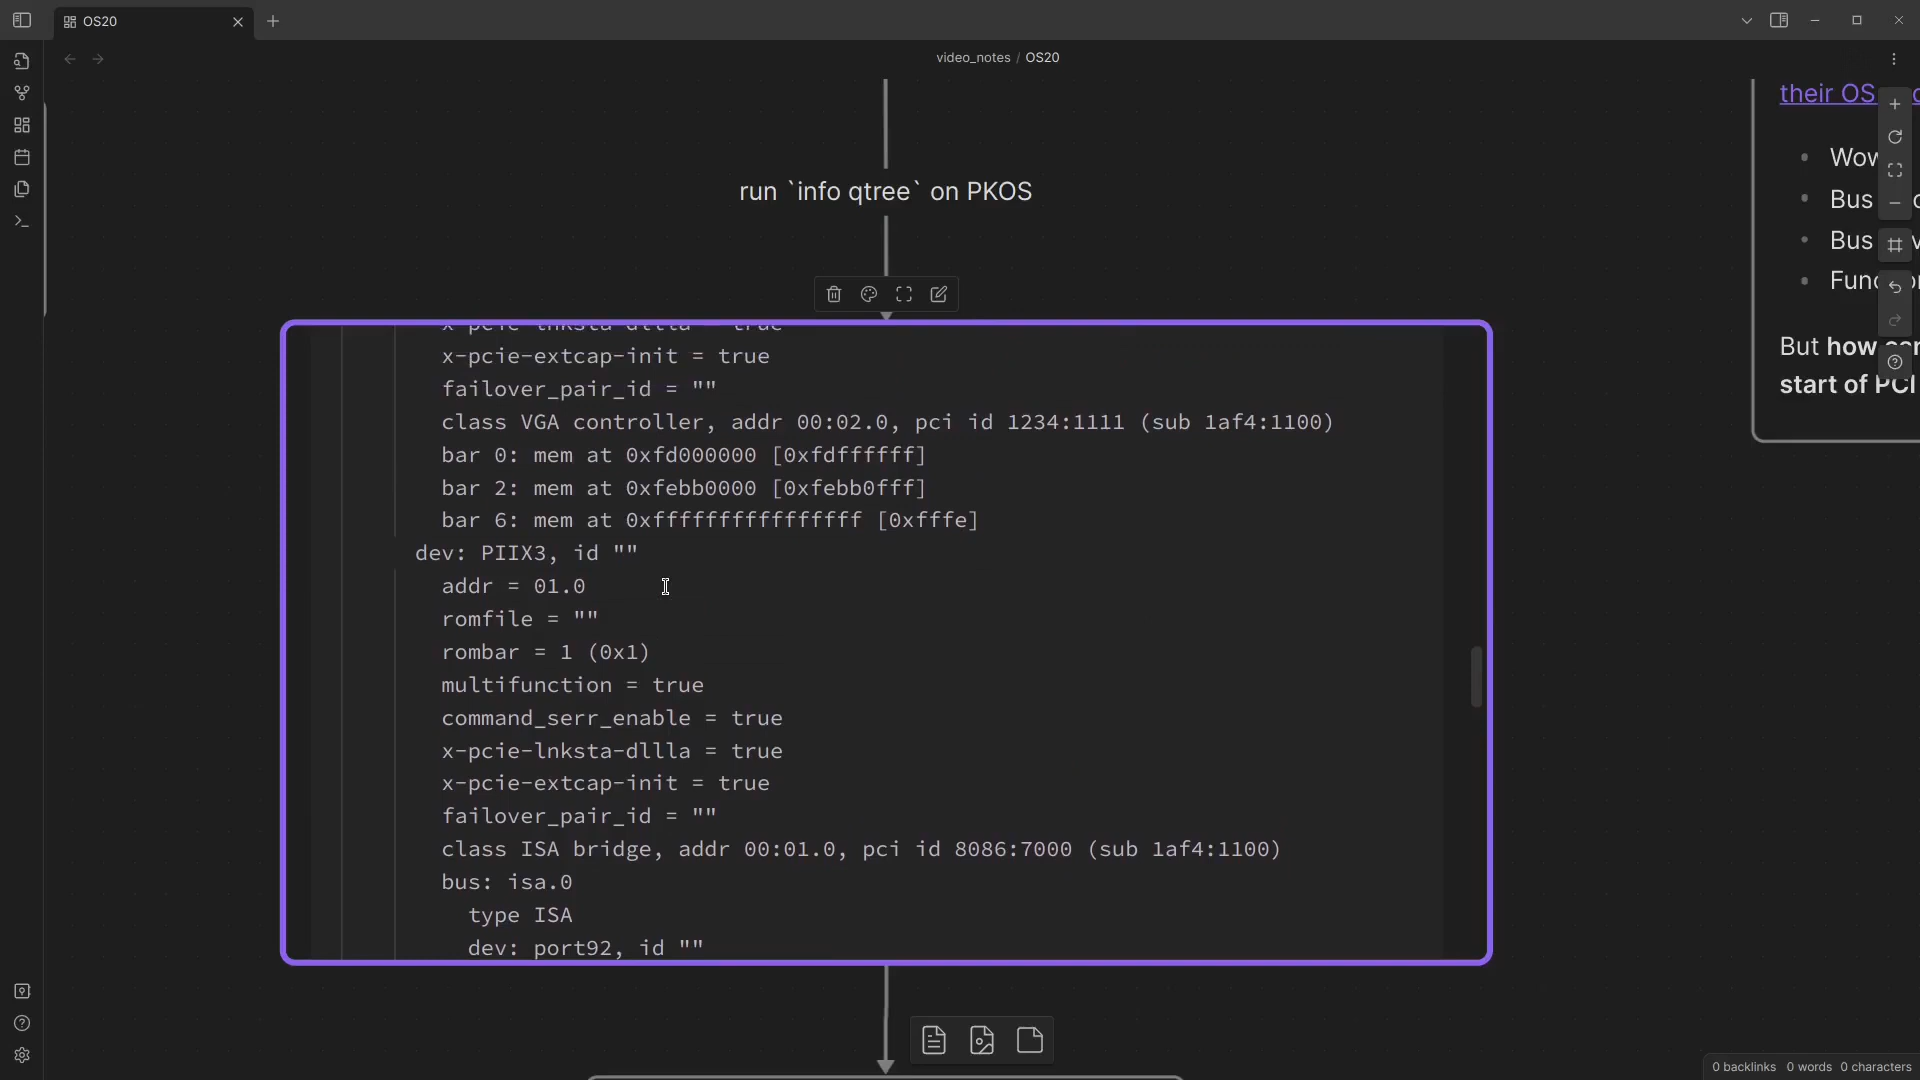 OS20
video_notes / OS20
their OS
Wow
Bus
Bus
But how can
start of PCI
run `info qtree` on PKOS
x-pcie-lnksta-dllla = true
x-pcie-extcap-init = true
failover_pair_id = ""
class VGA controller, addr 00:02.0, pci id 1234:1111 (sub 1af4:1100)
bar 0: mem at 0xfd000000 [0xfdffffff]
bar 2: mem at 0xfebb0000 [0xfebb0fff]
bar 6: mem at 0xffffffffffffffff [0xfffe]
dev: PIIX3, id ""
addr = 01.0
romfile = ""
rombar = 1 (0x1)
multifunction = true
command_serr_enable = true
x-pcie-lnksta-dllla = true
x-pcie-extcap-init = true
failover_pair_id = ""
class ISA bridge, addr 00:01.0, pci id 8086:7000 (sub 1af4:1100)
bus: isa.0
type ISA
dev: port92, id ""
0 backlinks 0 words 0 characters